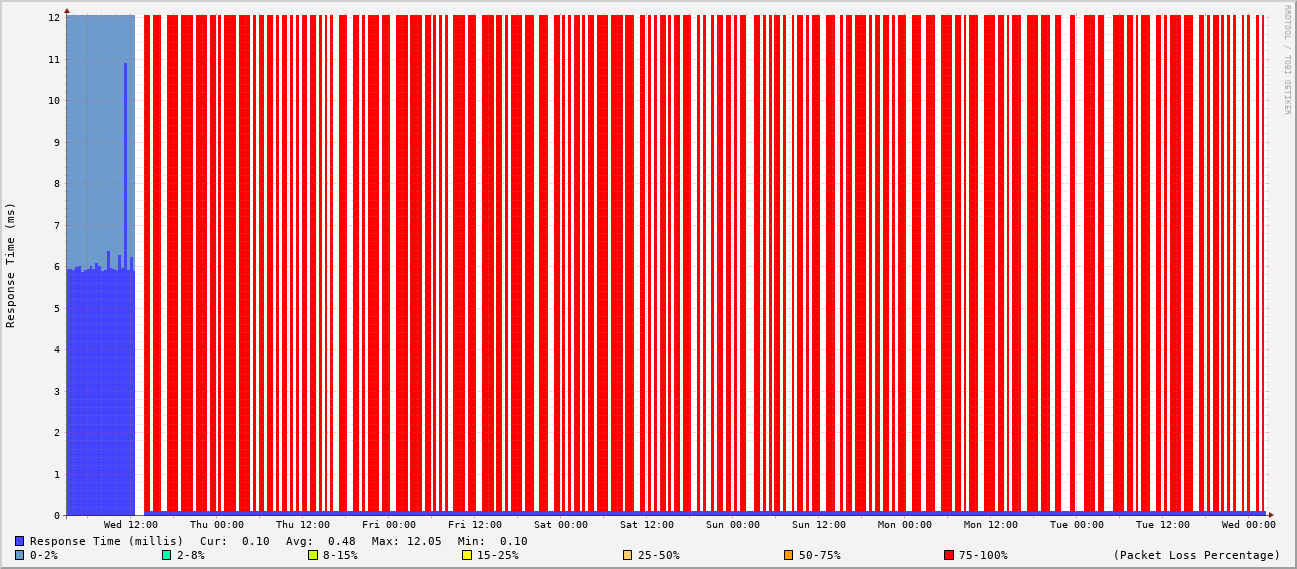 12
11
10
9
8
7
6
5
4
3
2
1
0
Response Time (ms)
RRDTOOL / TOBI OETIKER
Wed 12:00 Thu 00:00 Thu 12:00 Fri 00:00 Fri 12:00 Sat 00:00 Sat 12:00 Sun 00:00 Sun 12:00 Mon 00:00 Mon 12:00 Tue 00:00 Tue 12:00 Wed 00:00
Response Time (millis) Cur: 0.10 Avg: 0.48 Max: 12.05 Min: 0.10
0-2% 2-8% 8-15% 15-25% 25-50% 50-75% 75-100% (Packet Loss Percentage)